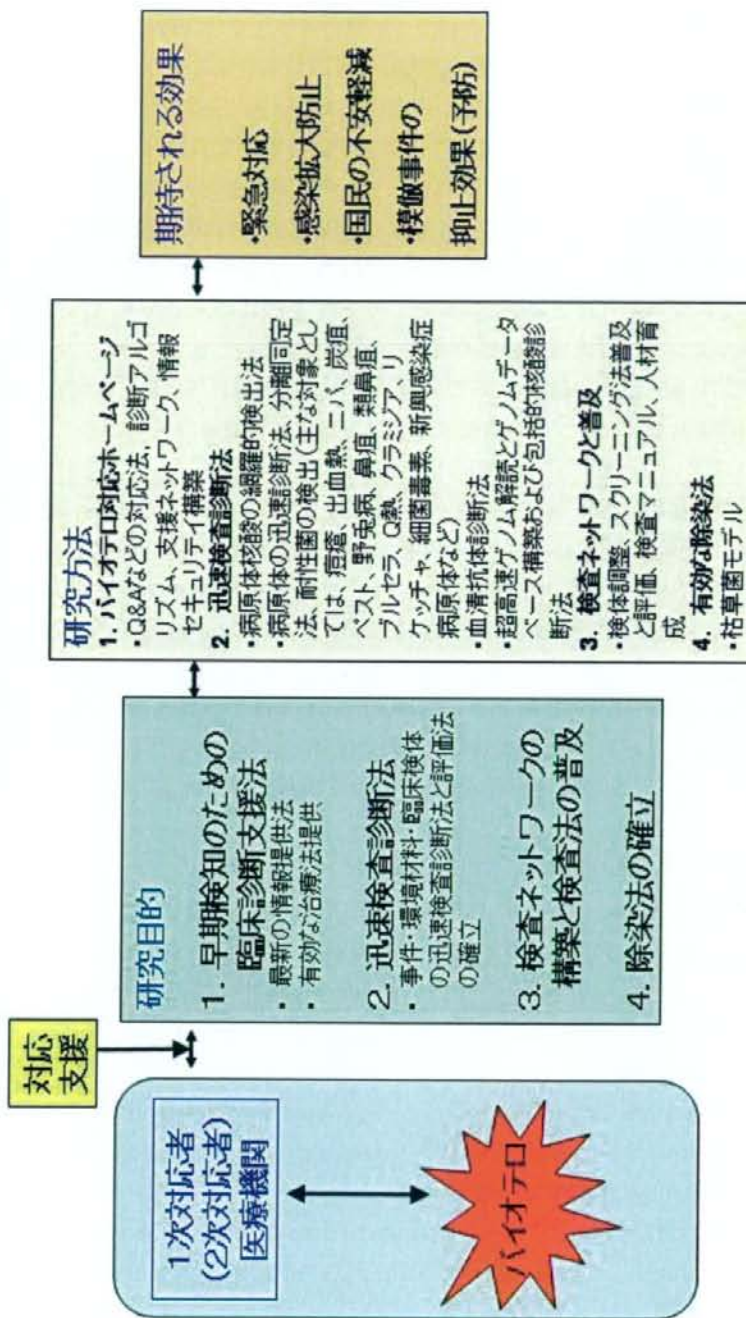 対応
支援
1次対応者
(2次対応者)
医療機関
バイオテロ
研究目的
1. 早期検知のための
臨床診断支援法
• 最新の情報提供法
• 有効な治療法提供
2. 迅速検査診断法
• 事件・環境材料・臨床検体
の迅速検査診断法と評価法
の確立
3. 検査ネットワークの
構築と検査法の普及
4. 除染法の確立
研究方法
1. バイオテロ対応ホームページ
• Q&Aなどの対応法、診断アルゴ
リズム、支援ネットワーク、情報
セキュリティ構築
2. 迅速検査診断法
• 病原体核酸の網羅的検出法
• 病原体の迅速診断法、分離同定
法、耐性菌の検出(主な対象とし
ては、痘瘡、出血熱、ニパ、炭疽、
ペスト、野兎病、鼻疽、類鼻疽、
ブルセラ、Q熱、クラミジア、リ
ケッチャ、細菌毒素、新興感染症
病原体など)
• 血清抗体診断法
• 超高速ゲノム解読とゲノムデータ
ベース構築および包括的核酸診
断法
3. 検査ネットワークと普及
• 検体調整、スクリーニング法普及
と評価、検査マニュアル、人材育
成
4. 有効な除染法
• 枯草菌モデル
期待される効果
•緊急対応
•感染拡大防止
•国民の不安軽減
•模倣事件の
抑止効果(予防)